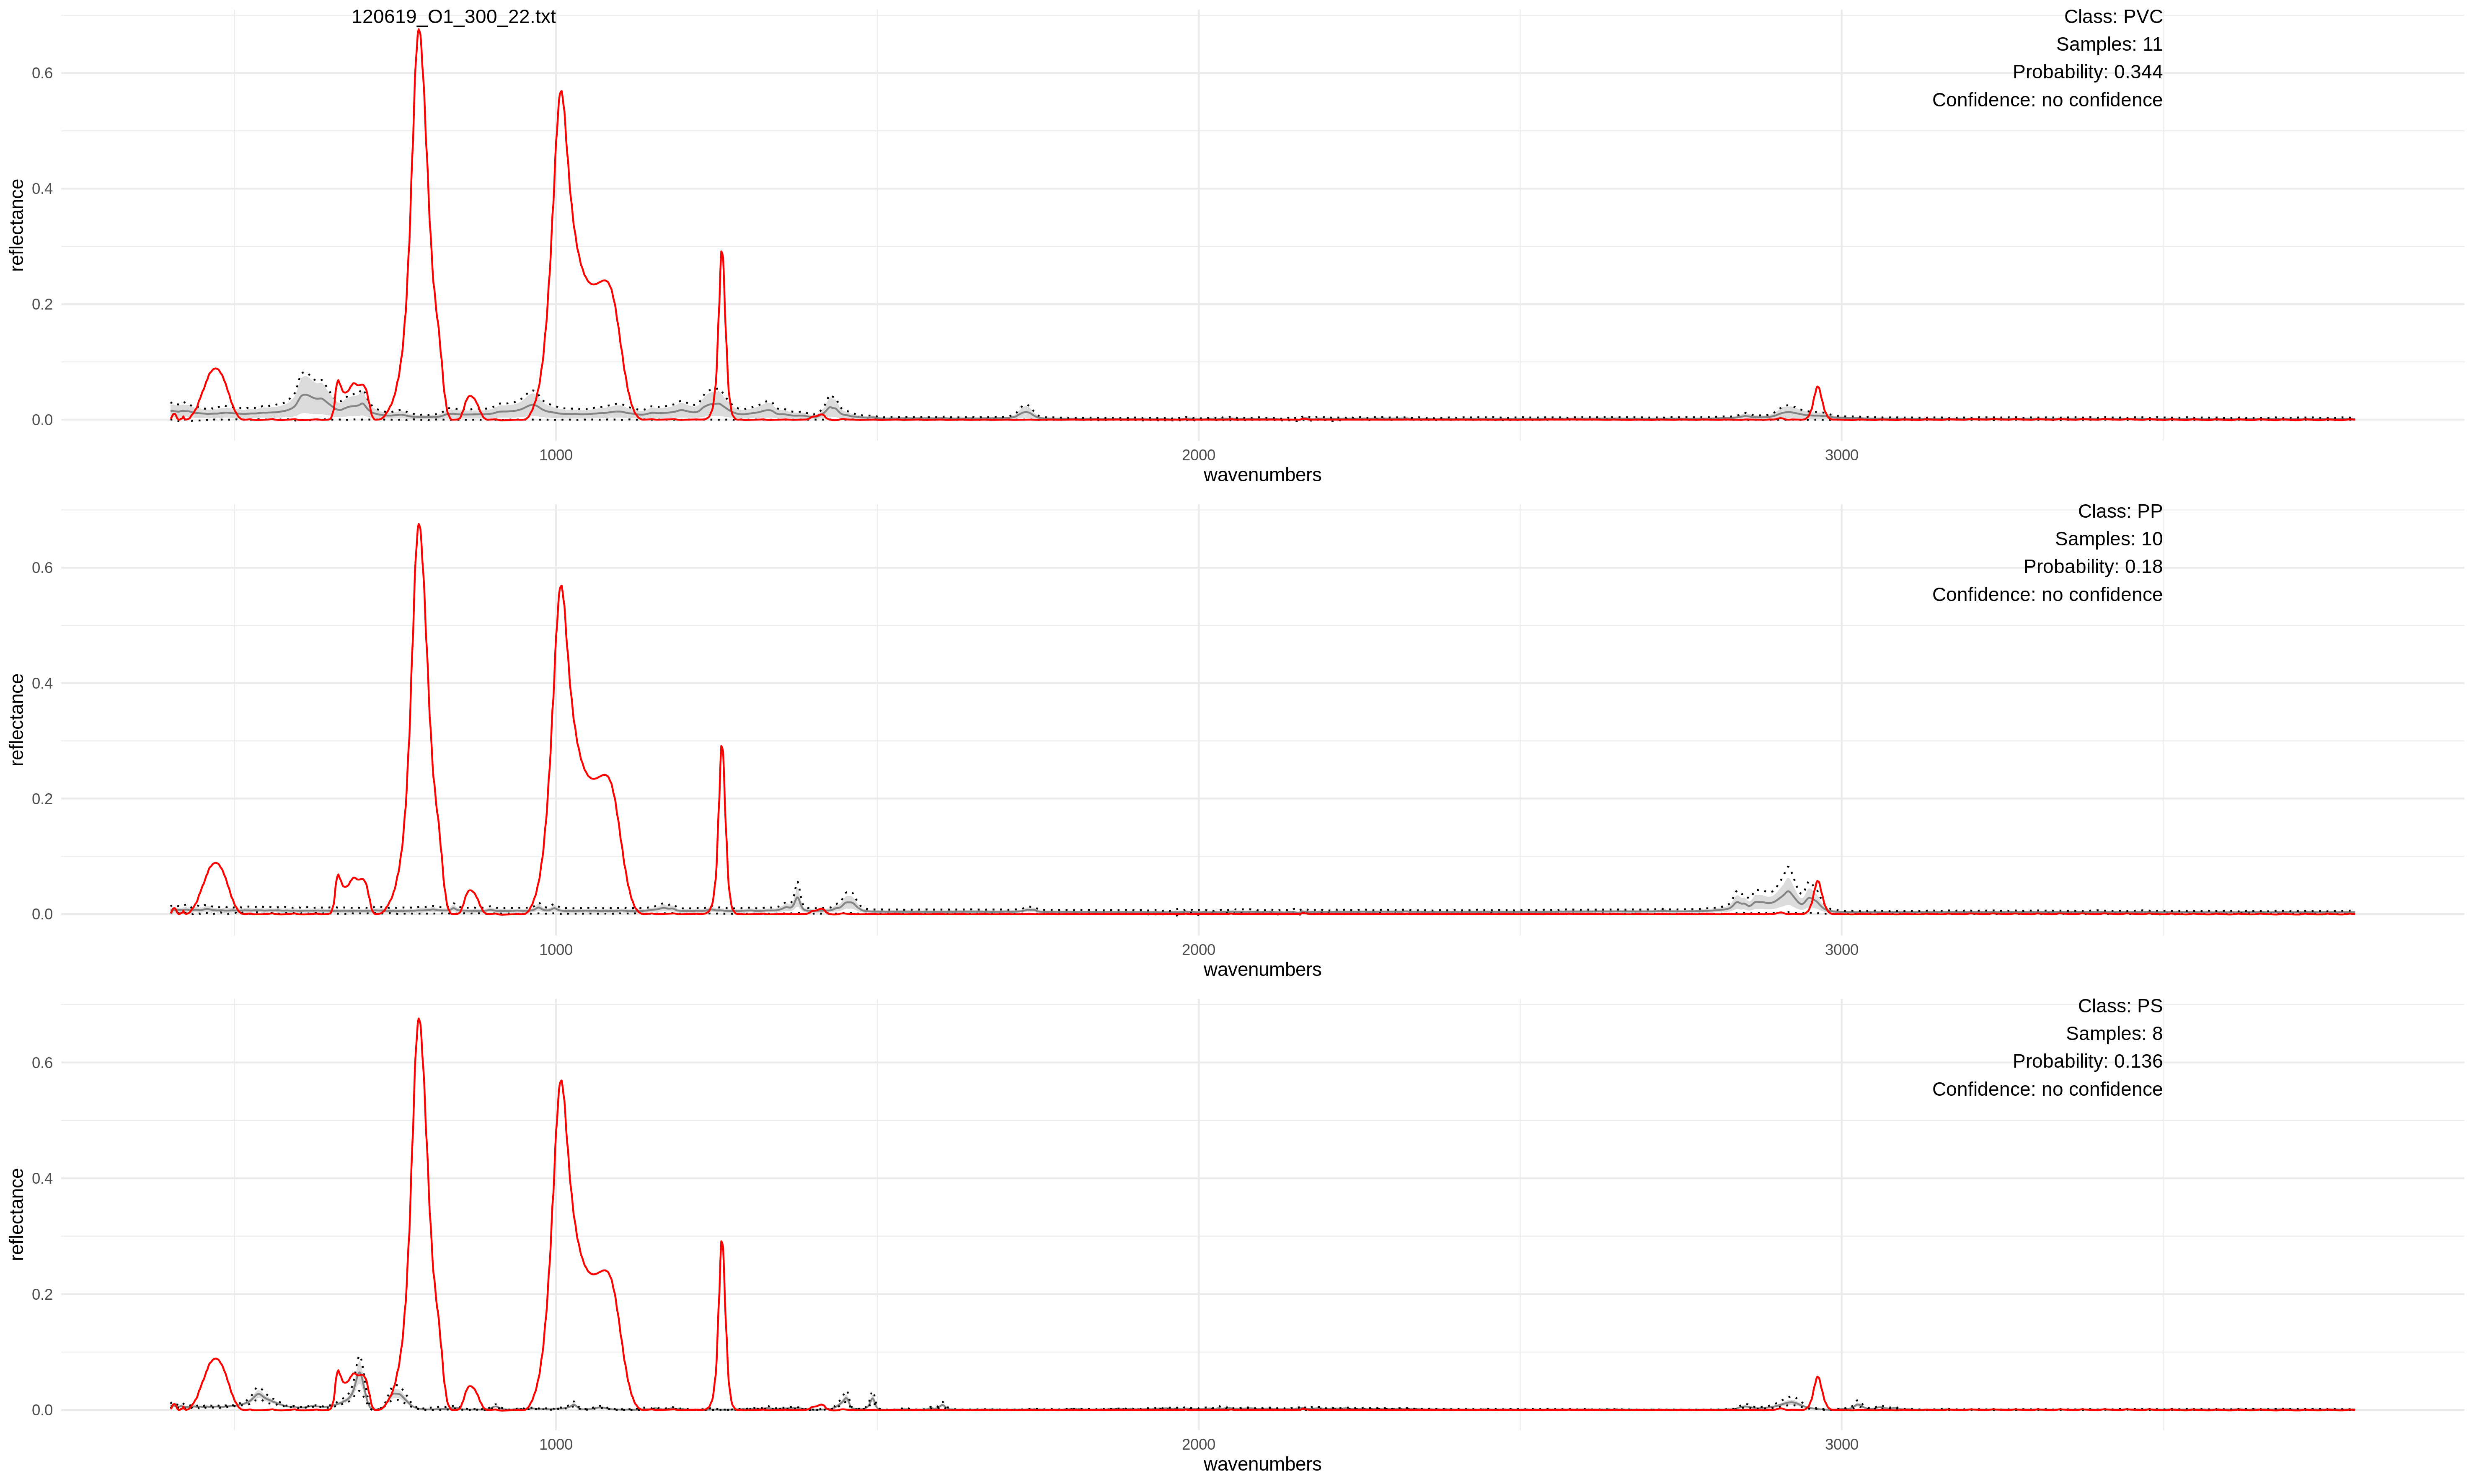 120619_O1_300_22.txt
Class: PVC
Samples: 11
Probability: 0.344
Confidence: no confidence
reflectance
0.6
0.4
0.2
0.0
1000 2000 3000
wavenumbers
Class: PP
Samples: 10
Probability: 0.18
Confidence: no confidence
reflectance
0.6
0.4
0.2
0.0
1000 2000 3000
wavenumbers
Class: PS
Samples: 8
Probability: 0.136
Confidence: no confidence
reflectance
0.6
0.4
0.2
0.0
1000 2000 3000
wavenumbers